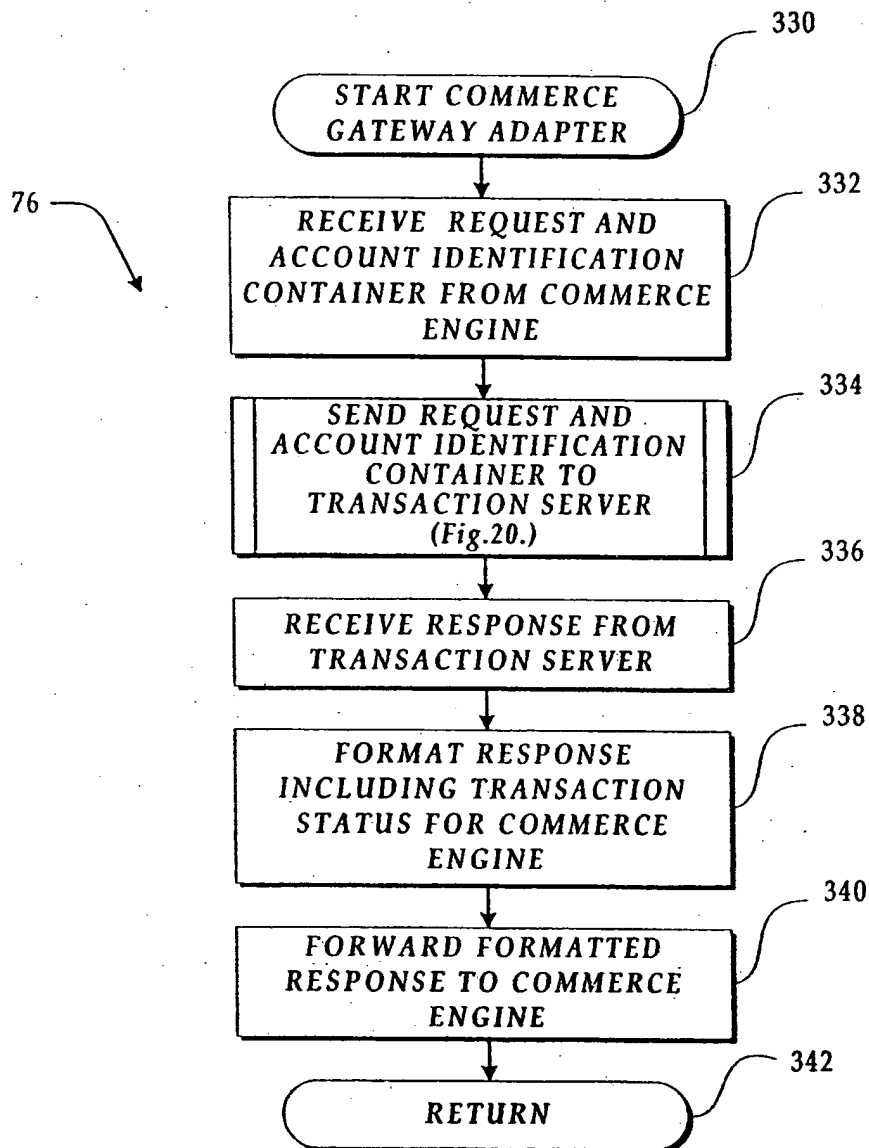 330
START COMMERCE
GATEWAY ADAPTER
76
332
RECEIVE REQUEST AND
ACCOUNT IDENTIFICATION
CONTAINER FROM COMMERCE
ENGINE
334
SEND REQUEST AND
ACCOUNT IDENTIFICATION
CONTAINER TO
TRANSACTION SERVER
(Fig.20.)
336
RECEIVE RESPONSE FROM
TRANSACTION SERVER
338
FORMAT RESPONSE
INCLUDING TRANSACTION
STATUS FOR COMMERCE
ENGINE
340
FORWARD FORMATTED
RESPONSE TO COMMERCE
ENGINE
342
RETURN